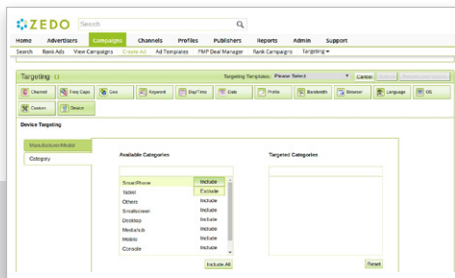 ZEDO Search
Home Advertisers Campaigns Channels Profiles Publishers Reports Admin Support
Search Rank Ads View Campaigns Create Ad Ad Templates PMP Deal Manager Rank Campaigns Targeting
Targeting Targeting Templates: Please Select Cancel
Channel Freq Caps Geo Keyword Day/Time Date Profile Bandwidth Browser Language OS
Custom Device
Device Targeting
Manufacturer/Model
Category
Available Categories Targeted Categories
SmartPhone Include
Tablet Exclude
Others Include
Smallscreen Include
Desktop Include
Mediahub Include
Mobile Include
Console Include
Include All Reset